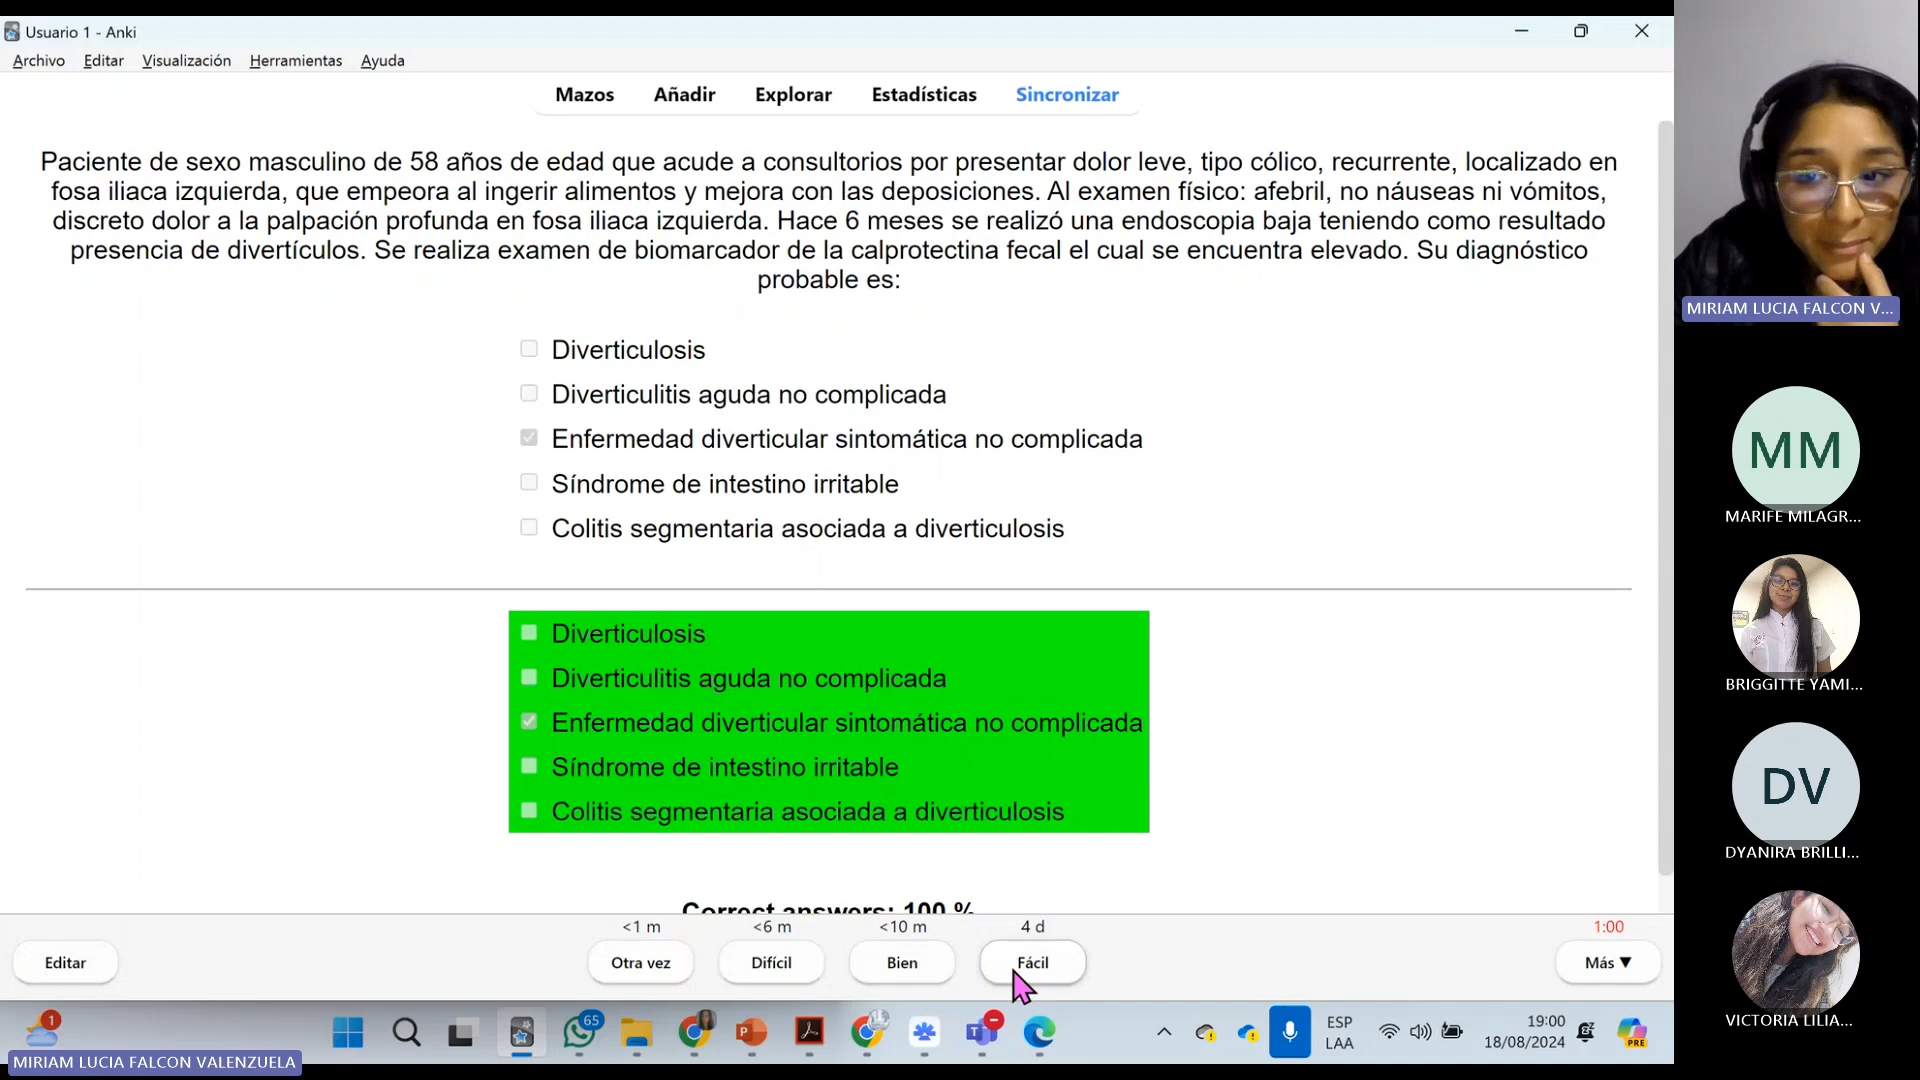 Usuario 1 - Anki
Archivo Editar Visualización Herramientas Ayuda
Mazos Añadir Explorar Estadísticas Sincronizar
Paciente de sexo masculino de 58 años de edad que acude a consultorios por presentar dolor leve, tipo cólico, recurrente, localizado en
fosa iliaca izquierda, que empeora al ingerir alimentos y mejora con las deposiciones. Al examen físico: afebril, no náuseas ni vómitos,
discreto dolor a la palpación profunda en fosa iliaca izquierda. Hace 6 meses se realizó una endoscopia baja teniendo como resultado
presencia de divertículos. Se realiza examen de biomarcador de la calprotectina fecal el cual se encuentra elevado. Su diagnóstico
probable es:
Diverticulosis
Diverticulitis aguda no complicada
Enfermedad diverticular sintomática no complicada
Síndrome de intestino irritable
Colitis segmentaria asociada a diverticulosis
Diverticulosis
Diverticulitis aguda no complicada
Enfermedad diverticular sintomática no complicada
Síndrome de intestino irritable
Colitis segmentaria asociada a diverticulosis
Correct answers: 100 %
<1 m <6 m <10 m 4 d 1:00
Editar Otra vez Difícil Bien Fácil Más ▼
1 65 ESP 19:00
LAA 18/08/2024 PRE
MIRIAM LUCIA FALCON VALENZUELA
MIRIAM LUCIA FALCON V...
MM
MARIFE MILAGR...
BRIGGITTE YAMI...
DV
DYANIRA BRILLI...
VICTORIA LILIA...